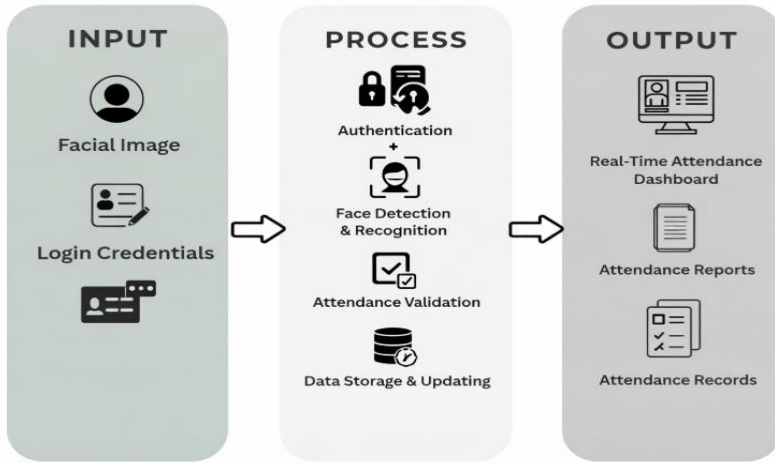 INPUT
Facial Image
Login Credentials
PROCESS
Authentication
+
Face Detection
& Recognition
Attendance Validation
Data Storage & Updating
OUTPUT
Real-Time Attendance
Dashboard
Attendance Reports
Attendance Records